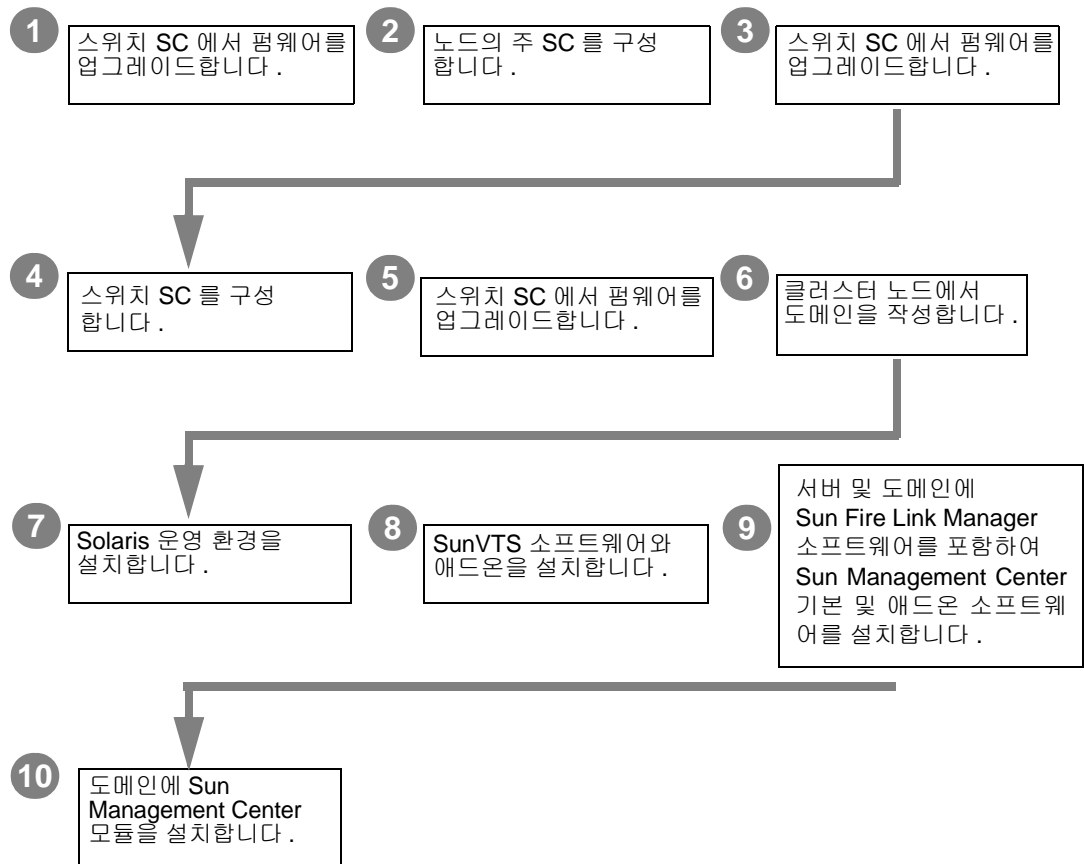 1
스위치 SC 에서 펌웨어를
업그레이드합니다 .
2
노드의 주 SC 를 구성
합니다 .
3
스위치 SC 에서 펌웨어를
업그레이드합니다 .
4
스위치 SC 를 구성
합니다 .
5
스위치 SC 에서 펌웨어를
업그레이드합니다 .
6
클러스터 노드에서
도메인을 작성합니다 .
7
Solaris 운영 환경을
설치합니다 .
8
SunVTS 소프트웨어와
애드온을 설치합니다 .
9
서버 및 도메인에
Sun Fire Link Manager
소프트웨어를 포함하여
Sun Management Center
기본 및 애드온 소프트웨
어를 설치합니다 .
10
도메인에 Sun
Management Center
모듈을 설치합니다 .